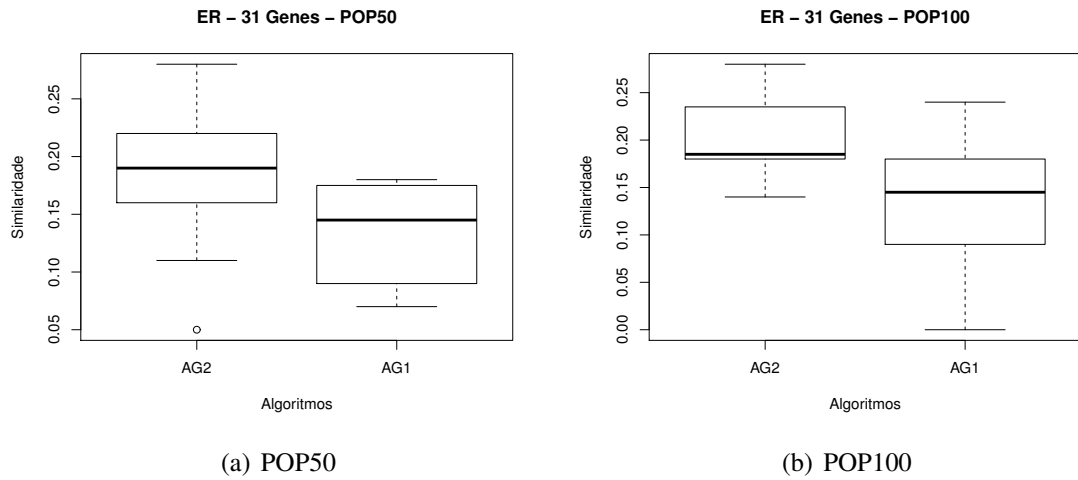 ER − 31 Genes − POP50
Similaridade
0.25
0.20
0.15
0.10
0.05
AG2 AG1
Algoritmos
(a) POP50
ER − 31 Genes − POP100
Similaridade
0.25
0.20
0.15
0.10
0.05
0.00
AG2 AG1
Algoritmos
(b) POP100